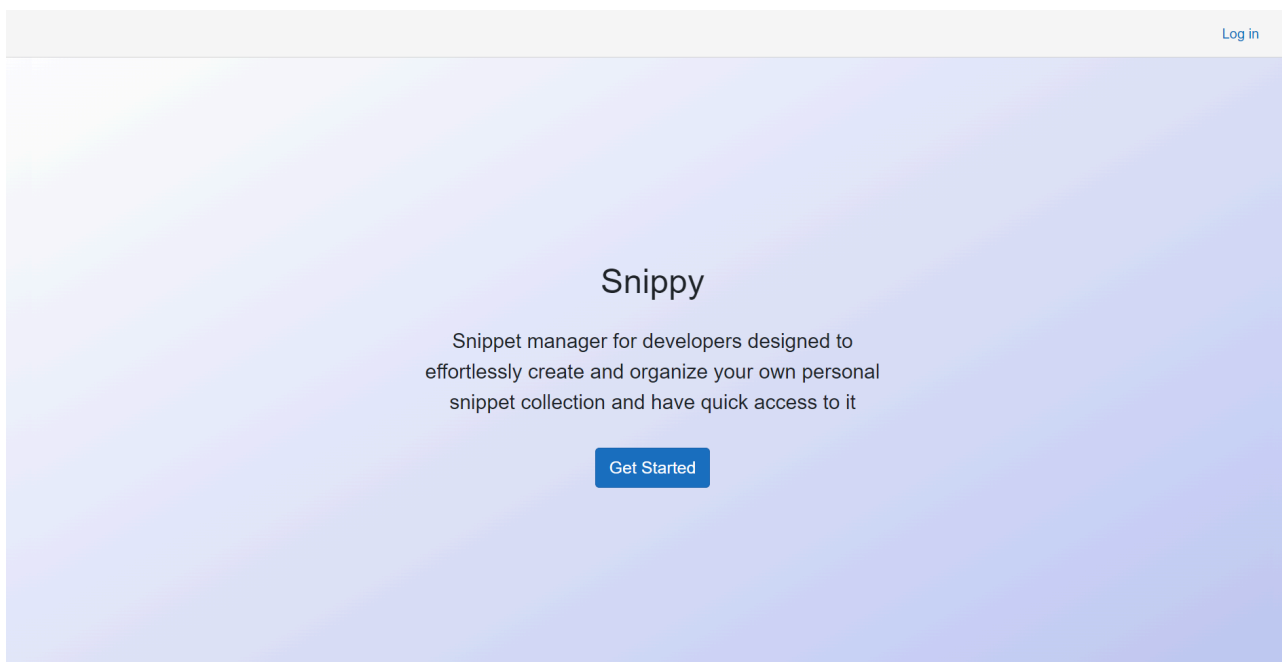 Log in
Snippy
Snippet manager for developers designed to
effortlessly create and organize your own personal
snippet collection and have quick access to it
Get Started